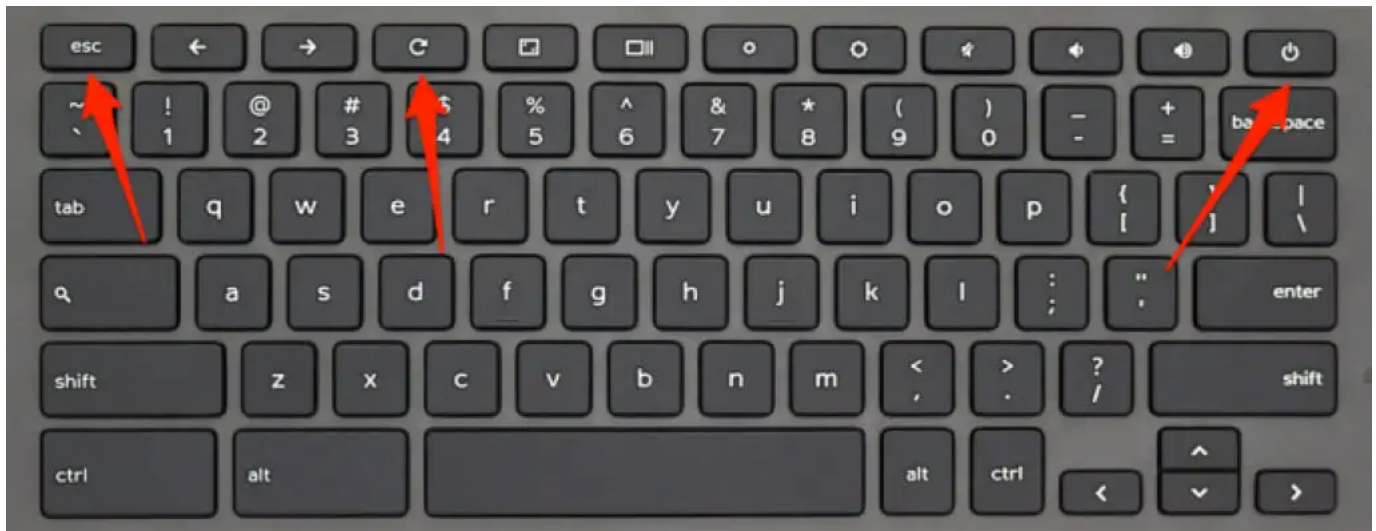 esc
~ ! @ # $ % ^ & * ( ) _ +
` 1 2 3 4 5 6 7 8 9 0 - = backspace
tab q w e r t y u i o p { [ } ] | \
a s d f g h j k l : ; " ' enter
shift z x c v b n m < , > . ? / shift
ctrl alt alt ctrl